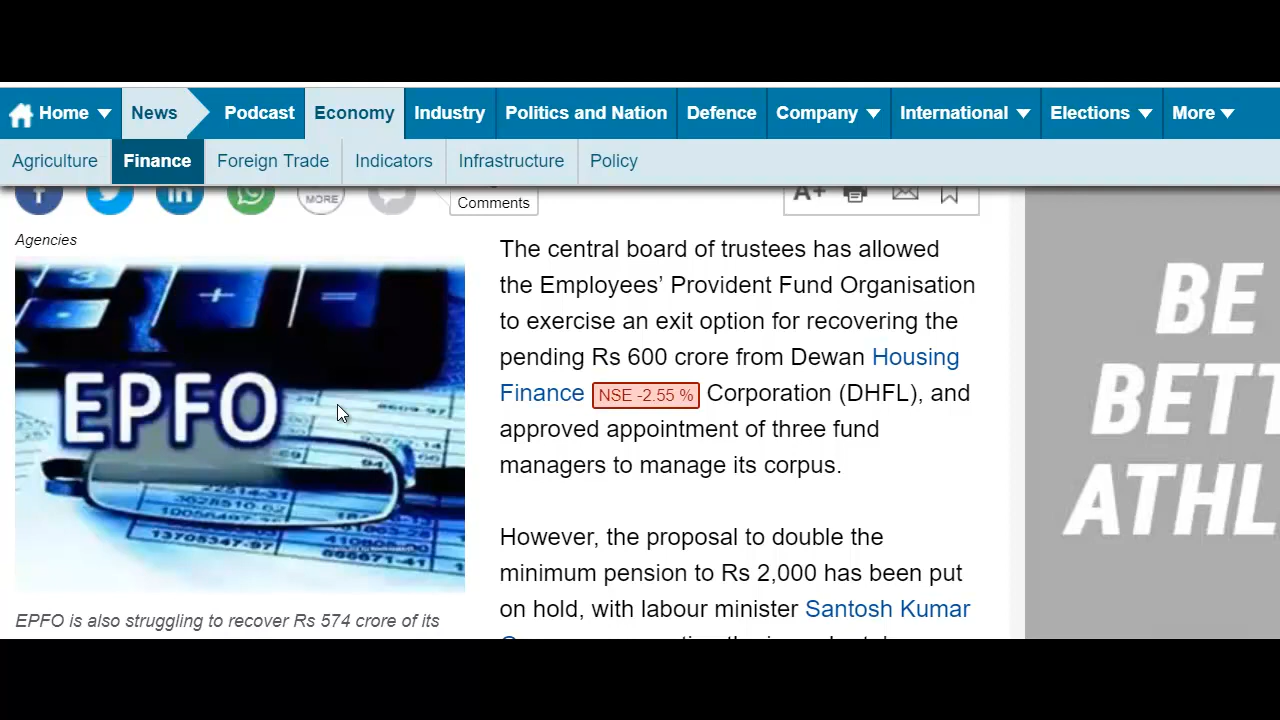 Home News Podcast Economy Industry Politics and Nation Defence Company International Elections More
Agriculture Finance Foreign Trade Indicators Infrastructure Policy
MORE
Comments
A+
Agencies
EPFO
EPFO is also struggling to recover Rs 574 crore of its
The central board of trustees has allowed
the Employees’ Provident Fund Organisation
to exercise an exit option for recovering the
pending Rs 600 crore from Dewan Housing
Finance NSE -2.55 % Corporation (DHFL), and
approved appointment of three fund
managers to manage its corpus.
However, the proposal to double the
minimum pension to Rs 2,000 has been put
on hold, with labour minister Santosh Kumar
BE
BETT
ATHL